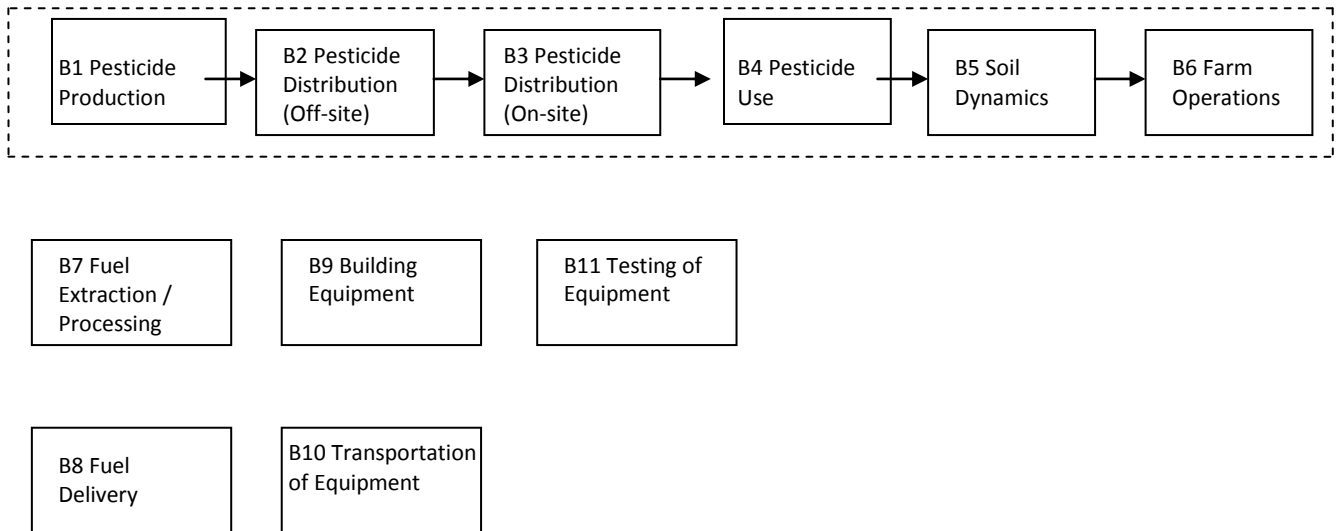 B1 Pesticide
Production
B2 Pesticide
Distribution
(Off-site)
B3 Pesticide
Distribution
(On-site)
B4 Pesticide
Use
B5 Soil
Dynamics
B6 Farm
Operations
B7 Fuel
Extraction /
Processing
B9 Building
Equipment
B11 Testing of
Equipment
B8 Fuel
Delivery
B10 Transportation
of Equipment